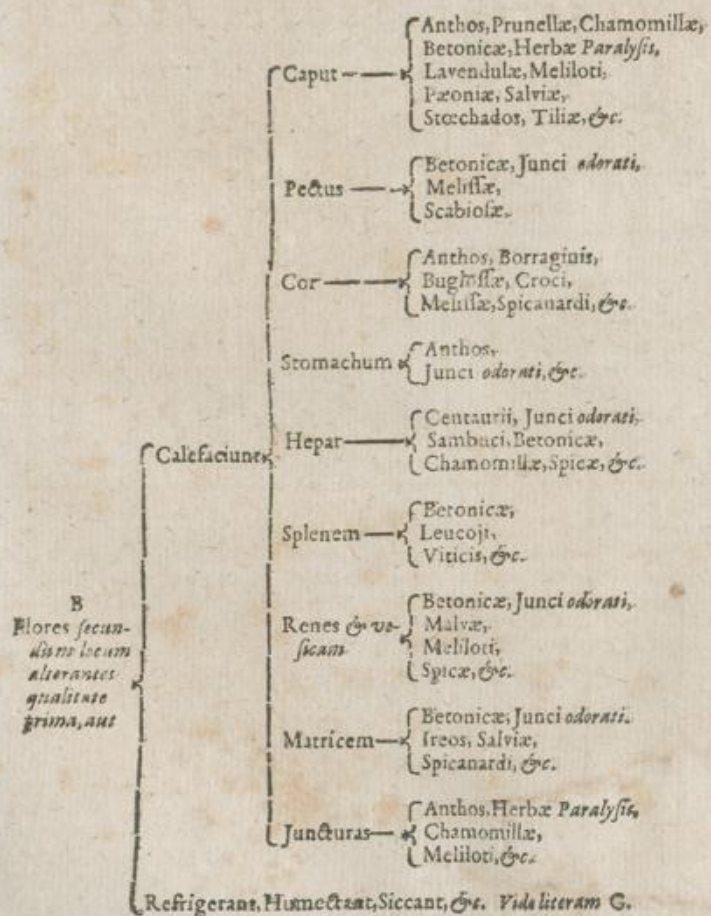 B
Flores secun-
dum locum
alterantes
qualitate
prima, aut
Calefaciunt
Caput
Anthos, Prunellæ, Chamomillæ,
Betonicæ, Herbæ Paralysis,
Lavendulæ, Meliloti,
Pæoniæ, Salviæ,
Stœchados, Tiliæ, &c.
Pectus
Betonicæ, Junci odorati,
Melissæ,
Scabiosæ.
Cor
Anthos, Borraginis,
Buglossæ, Croci,
Melissæ, Spicanardi, &c.
Stomachum
Anthos,
Junci odorati, &c.
Hepar
Centaurii, Junci odorati,
Sambuci, Betonicæ,
Chamomillæ, Spicæ, &c.
Splenem
Betonicæ,
Leucoji,
Viticis, &c.
Renes & ve-
sicam
Betonicæ, Junci odorati,
Malvæ,
Meliloti,
Spicæ, &c.
Matricem
Betonicæ, Junci odorati.
Ireos, Salviæ,
Spicanardi, &c.
Juncturas
Anthos, Herbæ Paralysis,
Chamomillæ,
Meliloti, &c.
Refrigerant, Humectant, Siccant, &c. Vide literam G.